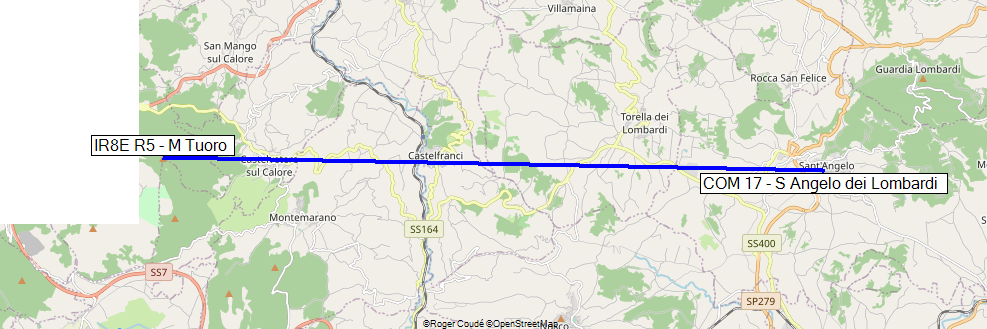 Villamaina
San Mango
sul Calore
Guardia Lombardi
Rocca San Felice
Torella dei
Lombardi
IR8E R5 - M Tuoro
Castelvetere
sul Calore
Castelfranci
Sant'Angelo
COM 17 - S Angelo dei Lombardi
Montemarano
SS164
SS400
SS7
SP279
©Roger Coudé ©OpenStreetMap